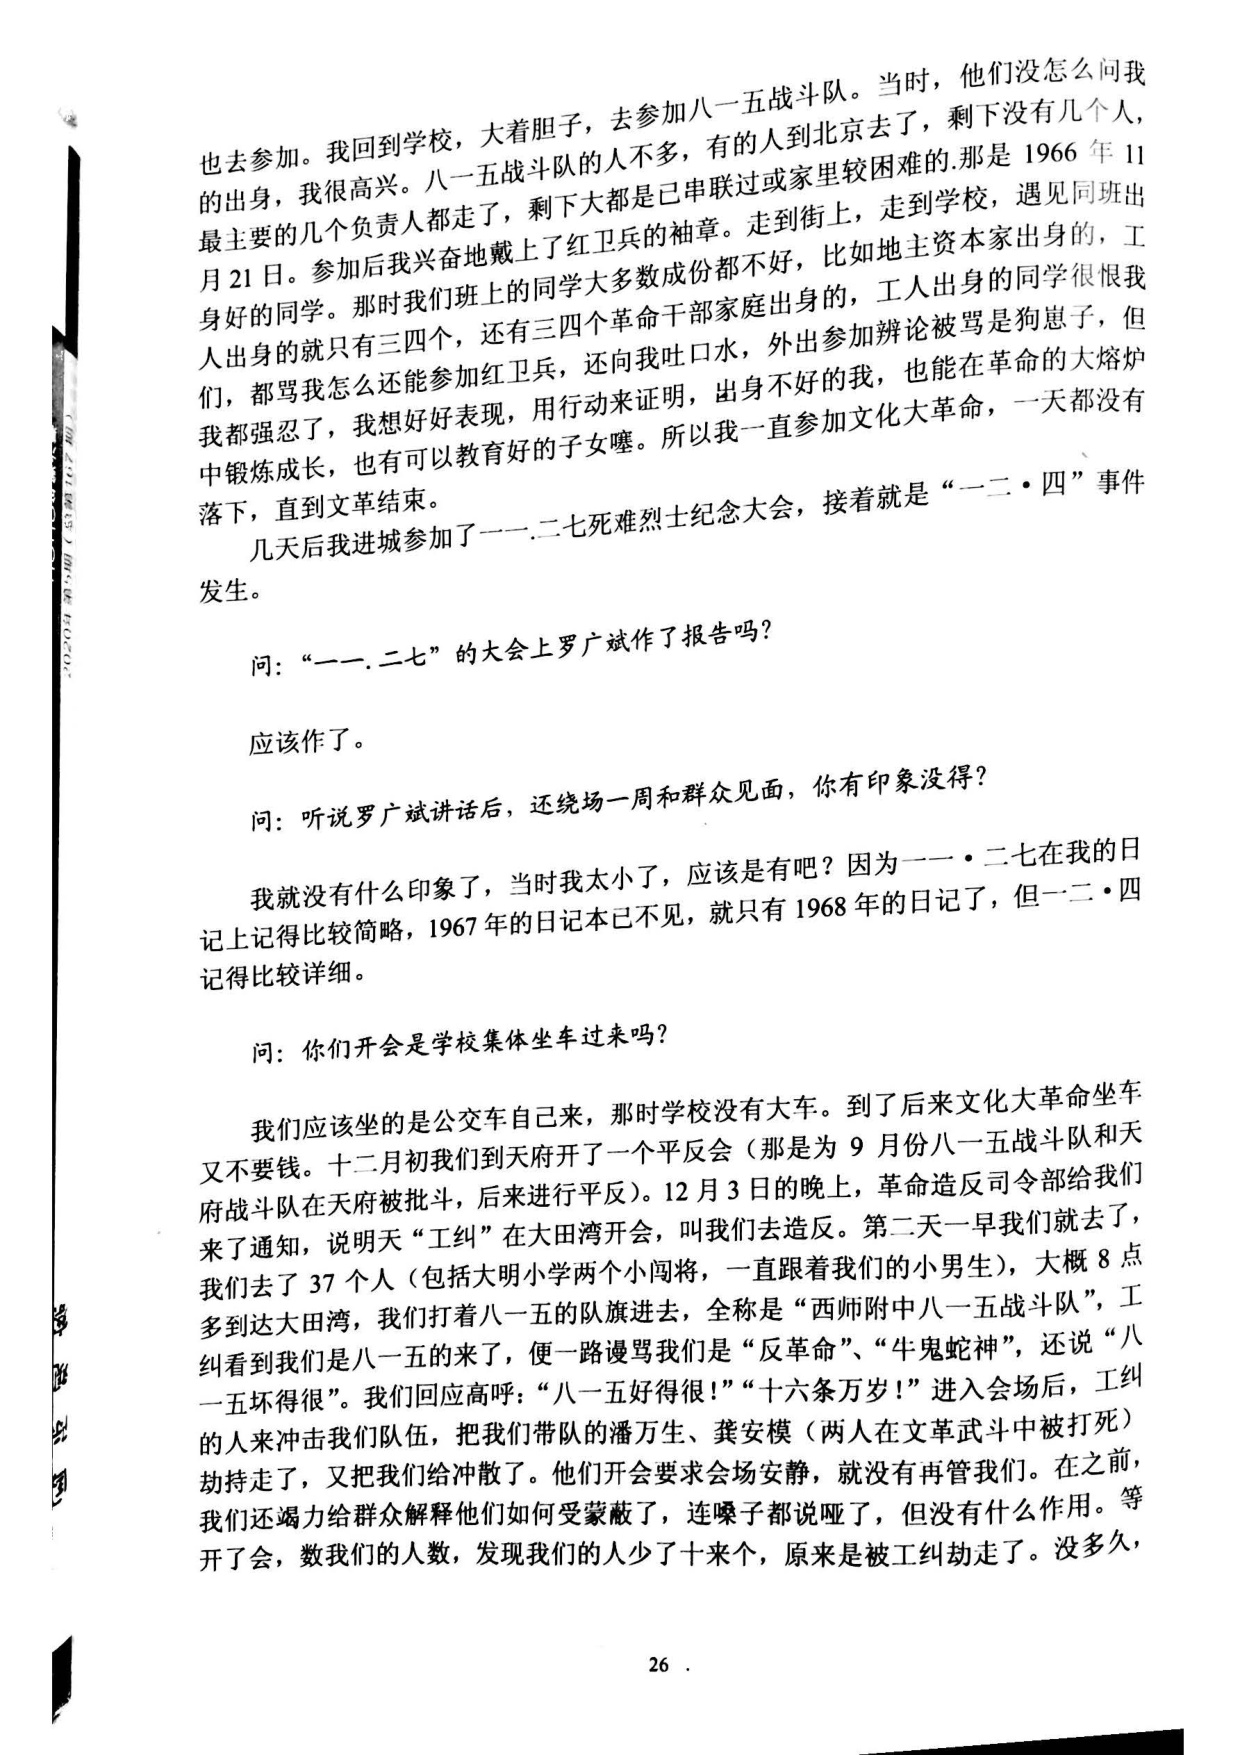 也去参加。我回到学校，大着胆子，去参加八一五战斗队。当时，他们没怎么问我
的出身，我很高兴。八一五战斗队的人不多，有的人到北京去了，剩下没有几个人，
最主要的几个负责人都走了，剩下大都是已串联过或家里较困难的.那是 1966 年 11
月 21 日。参加后我兴奋地戴上了红卫兵的袖章。走到街上，走到学校，遇见同班出
身好的同学。那时我们班上的同学大多数成份都不好，比如地主资本家出身的，工
人出身的就只有三四个，还有三四个革命干部家庭出身的，工人出身的同学很恨我
们，都骂我怎么还能参加红卫兵，还向我吐口水，外出参加辨论被骂是狗崽子，但
我都强忍了，我想好好表现，用行动来证明，出身不好的我，也能在革命的大熔炉
中锻炼成长，也有可以教育好的子女噻。所以我一直参加文化大革命，一天都没有
落下，直到文革结束。
几天后我进城参加了一一.二七死难烈士纪念大会，接着就是“一二•四”事件
发生。
问：“一一.二七”的大会上罗广斌作了报告吗？
应该作了。
问：听说罗广斌讲话后，还绕场一周和群众见面，你有印象没得？
我就没有什么印象了，当时我太小了，应该是有吧？因为一一•二七在我的日
记上记得比较简略，1967 年的日记本已不见，就只有 1968 年的日记了，但一二•四
记得比较详细。
问：你们开会是学校集体坐车过来吗？
我们应该坐的是公交车自己来，那时学校没有大车。到了后来文化大革命坐车
又不要钱。十二月初我们到天府开了一个平反会（那是为 9 月份八一五战斗队和天
府战斗队在天府被批斗，后来进行平反）。12 月 3 日的晚上，革命造反司令部给我们
来了通知，说明天“工纠”在大田湾开会，叫我们去造反。第二天一早我们就去了，
我们去了 37 个人（包括大明小学两个小闯将，一直跟着我们的小男生），大概 8 点
多到达大田湾，我们打着八一五的队旗进去，全称是“西师附中八一五战斗队”，工
纠看到我们是八一五的来了，便一路谩骂我们是“反革命”、“牛鬼蛇神”，还说“八
一五坏得很”。我们回应高呼：“八一五好得很！”“十六条万岁！”进入会场后，工纠
的人来冲击我们队伍，把我们带队的潘万生、龚安模（两人在文革武斗中被打死）
劫持走了，又把我们给冲散了。他们开会要求会场安静，就没有再管我们。在之前，
我们还竭力给群众解释他们如何受蒙蔽了，连嗓子都说哑了，但没有什么作用。等
开了会，数我们的人数，发现我们的人少了十来个，原来是被工纠劫走了。没多久，
26